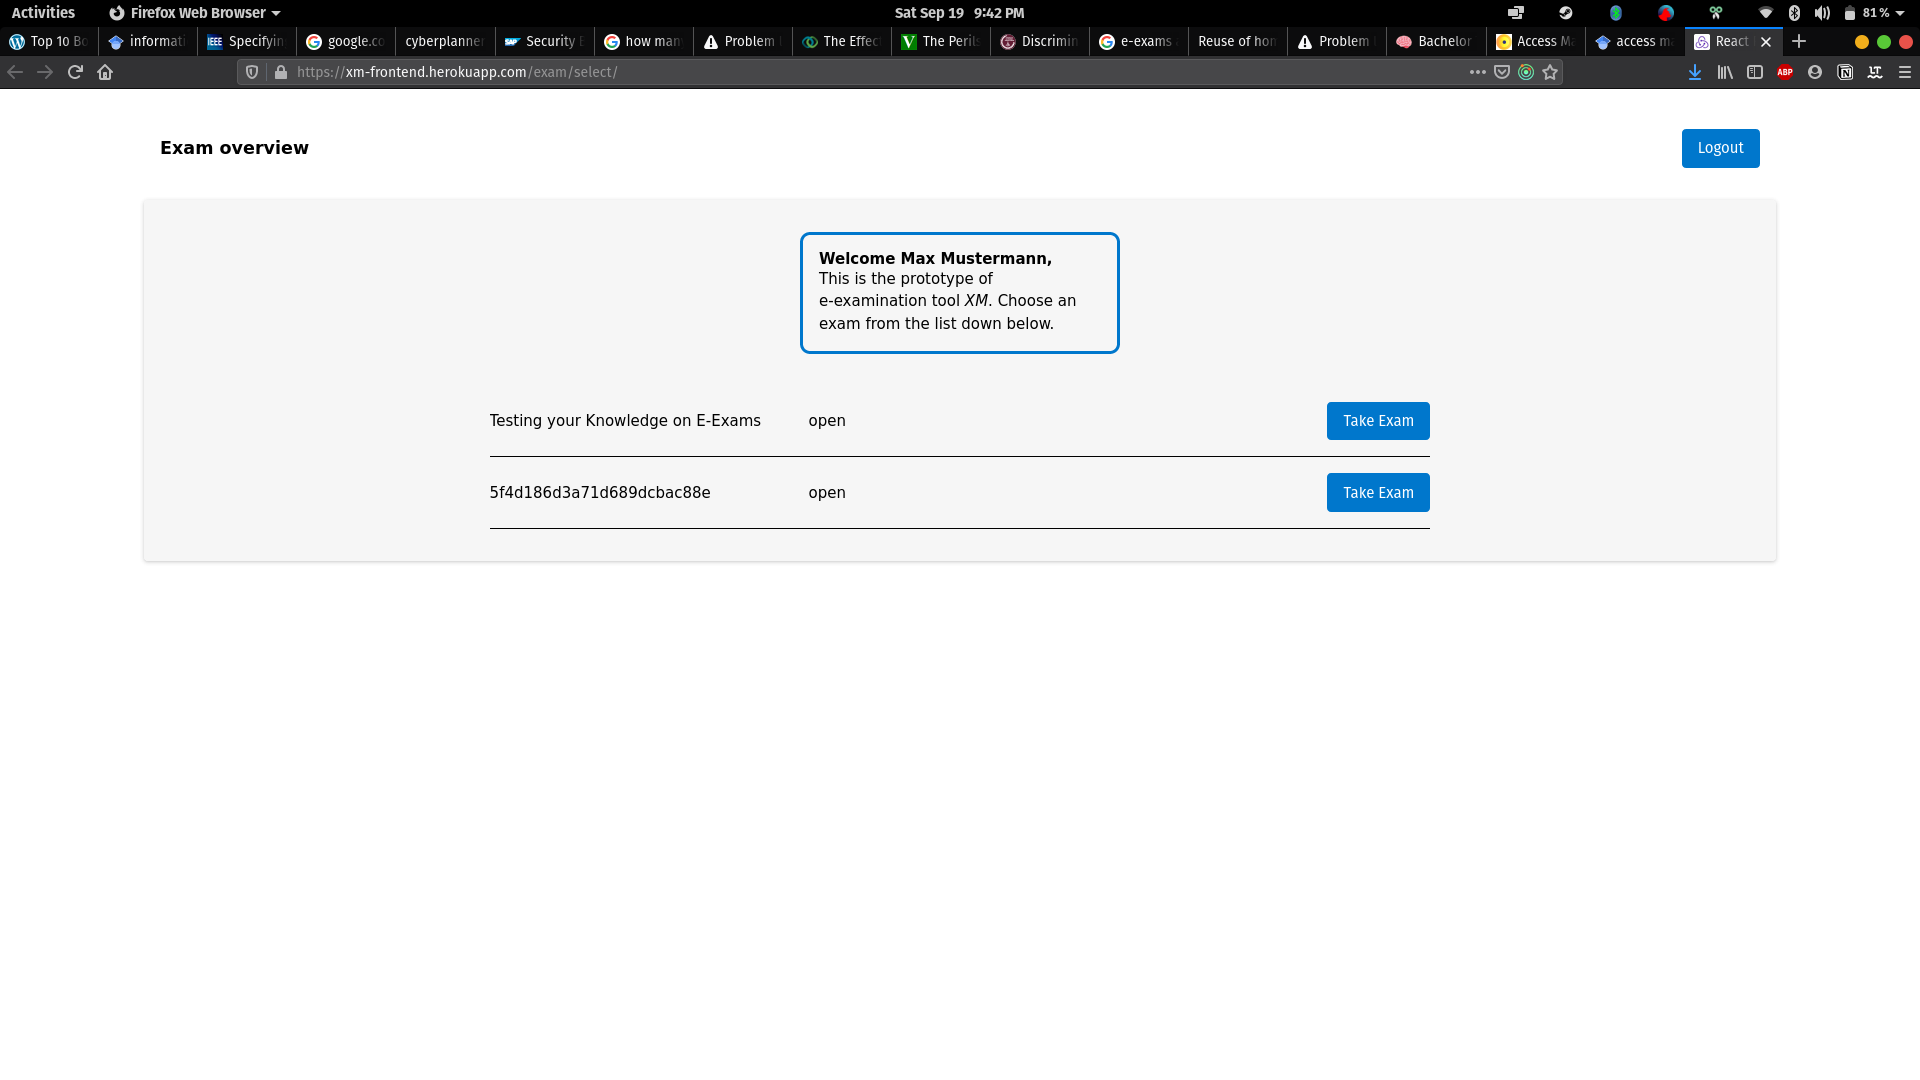 Activities Firefox Web Browser Sat Sep 19 9:42 PM 81 %
Top 10 Bo informati Specifyin google.co cyberplanner Security E how man Problem The Effec The Perils Discrimin e-exams Reuse of hom Problem Bachelor Access Ma access ma React
https://xm-frontend.herokuapp.com/exam/select/ ABP
Exam overview Logout
Welcome Max Mustermann,
This is the prototype of
e-examination tool XM. Choose an
exam from the list down below.
Testing your Knowledge on E-Exams open Take Exam
5f4d186d3a71d689dcbac88e open Take Exam